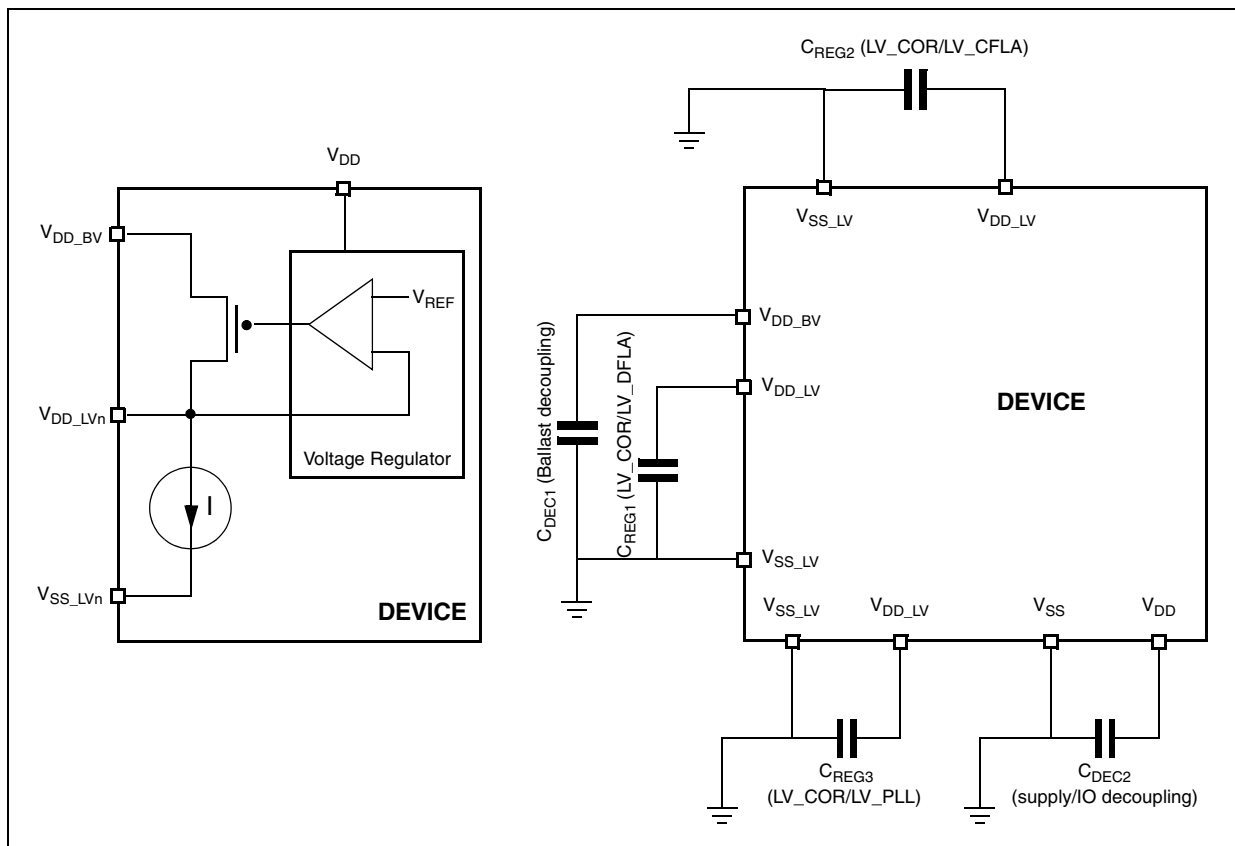 V_DD
V_DD_BV
V_REF
V_DD_LVn
Voltage Regulator
I
V_SS_LVn
DEVICE
C_REG2 (LV_COR/LV_CFLA)
V_SS_LV
V_DD_LV
V_DD_BV
V_DD_LV
DEVICE
C_DEC1 (Ballast decoupling)
C_REG1 (LV_COR/LV_DFLA)
V_SS_LV
V_SS_LV
V_DD_LV
V_SS
V_DD
C_REG3
(LV_COR/LV_PLL)
C_DEC2
(supply/IO decoupling)